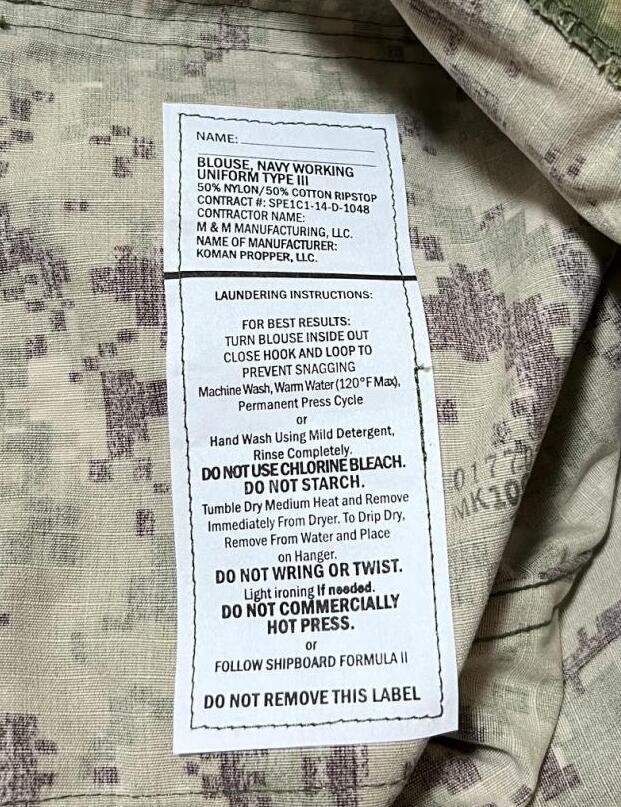 NAME:
BLOUSE, NAVY WORKING
UNIFORM TYPE III
50% NYLON/50% COTTON RIPSTOP
CONTRACT #: SPE1C1-14-D-1048
CONTRACTOR NAME:
M & M MANUFACTURING, LLC.
NAME OF MANUFACTURER:
KOMAN PROPPER, LLC.
LAUNDERING INSTRUCTIONS:
FOR BEST RESULTS:
TURN BLOUSE INSIDE OUT
CLOSE HOOK AND LOOP TO
PREVENT SNAGGING
Machine Wash, Warm Water (120°F Max),
Permanent Press Cycle
or
Hand Wash Using Mild Detergent,
Rinse Completely.
DO NOT USE CHLORINE BLEACH.
DO NOT STARCH.
Tumble Dry Medium Heat and Remove
Immediately From Dryer. To Drip Dry,
Remove From Water and Place
on Hanger.
DO NOT WRING OR TWIST.
Light ironing If needed.
DO NOT COMMERCIALLY
HOT PRESS.
or
FOLLOW SHIPBOARD FORMULA II
DO NOT REMOVE THIS LABEL